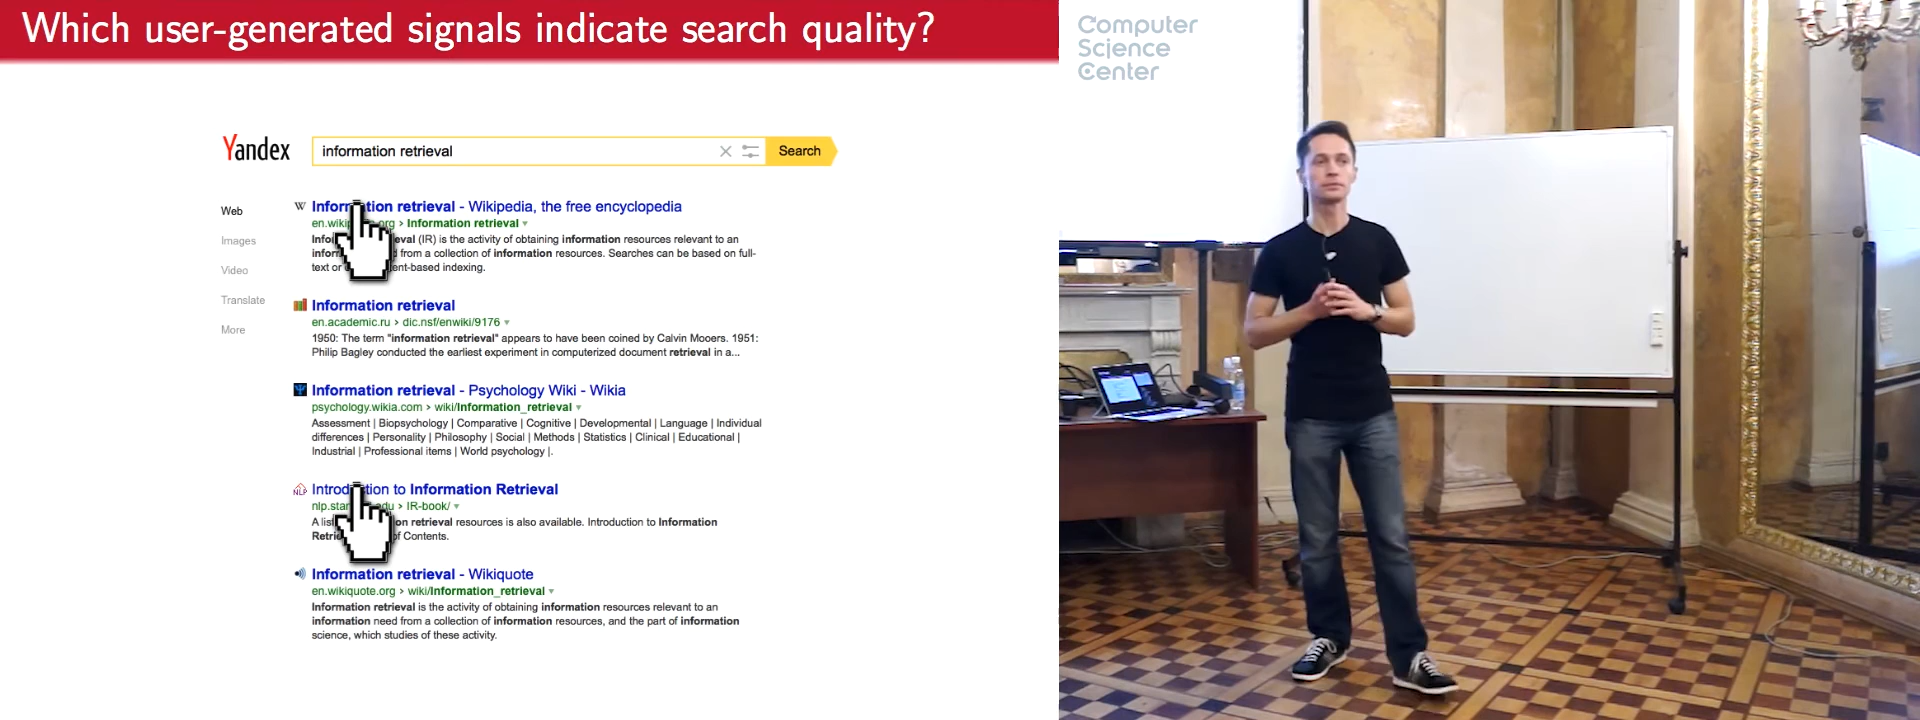 Which user-generated signals indicate search quality?
Computer
Science
Center
Yandex
information retrieval
Search
Web
Images
Video
Translate
More
Information retrieval - Wikipedia, the free encyclopedia
› Information retrieval
(IR) is the activity of obtaining information resources relevant to an
from a collection of information resources. Searches can be based on full-
text or
Information retrieval
en.academic.ru › dic.nsf/enwiki/9176
1950: The term "information retrieval" appears to have been coined by Calvin Mooers. 1951:
Philip Bagley conducted the earliest experiment in computerized document retrieval in a...
Information retrieval - Psychology Wiki - Wikia
psychology.wikia.com › wiki/Information_retrieval
Assessment | Biopsychology | Comparative | Cognitive | Developmental | Language | Individual
differences | Personality | Philosophy | Social | Methods | Statistics | Clinical | Educational |
Industrial | Professional items | World psychology |.
NLP
Introduction to Information Retrieval
› IR-book/
retrieval resources is also available. Introduction to Information
of Contents.
Information retrieval - Wikiquote
en.wikiquote.org › wiki/Information_retrieval
Information retrieval is the activity of obtaining information resources relevant to an
information need from a collection of information resources, and the part of information
science, which studies of these activity.